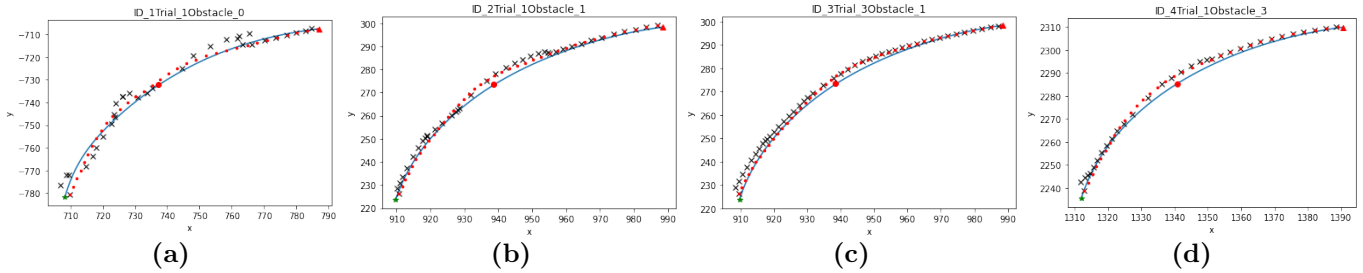 ID_1Trial_1Obstacle_0
−710
−720
−730
−740
−750
−760
−770
−780
y
710 720 730 740 750 760 770 780 790
x
(a)
ID_2Trial_1Obstacle_1
300
290
280
270
260
250
240
230
220
y
910 920 930 940 950 960 970 980 990
x
(b)
ID_3Trial_3Obstacle_1
300
290
280
270
260
250
240
230
220
y
910 920 930 940 950 960 970 980 990
x
(c)
ID_4Trial_1Obstacle_3
2310
2300
2290
2280
2270
2260
2250
2240
y
1310 1320 1330 1340 1350 1360 1370 1380 1390
x
(d)